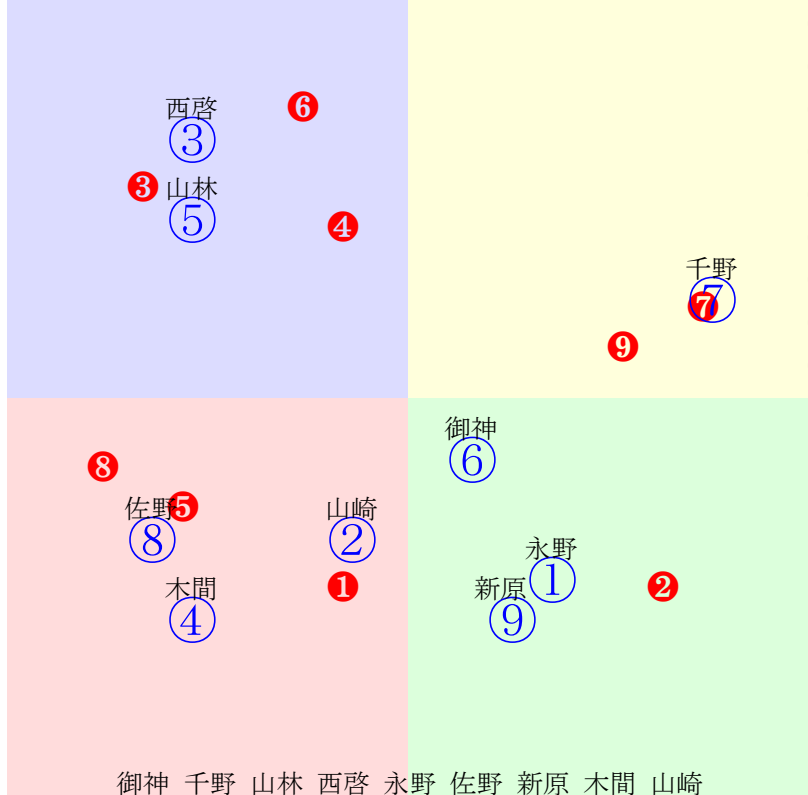 西啓
❻
③
❸
山林
⑤
❹
千野
⑦
❼
❾
御神
⑥
❽
佐野
❺
⑧
山崎
②
永野
①
木間
④
❶
新原
⑨
❷
御神 千野 山林 西啓 永野 佐野 新原 木間 山崎